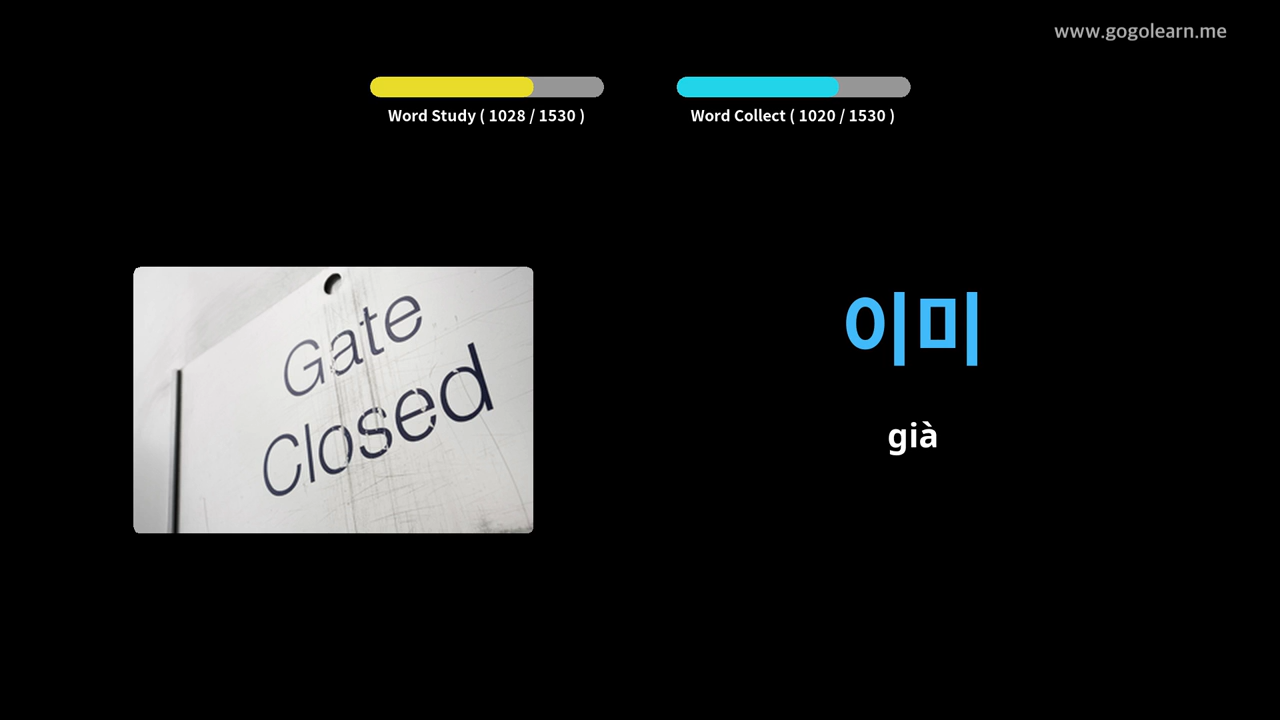 www.gogolearn.me
Word Study ( 1028 / 1530 )
Word Collect ( 1020 / 1530 )
Gate
Closed
이미
già